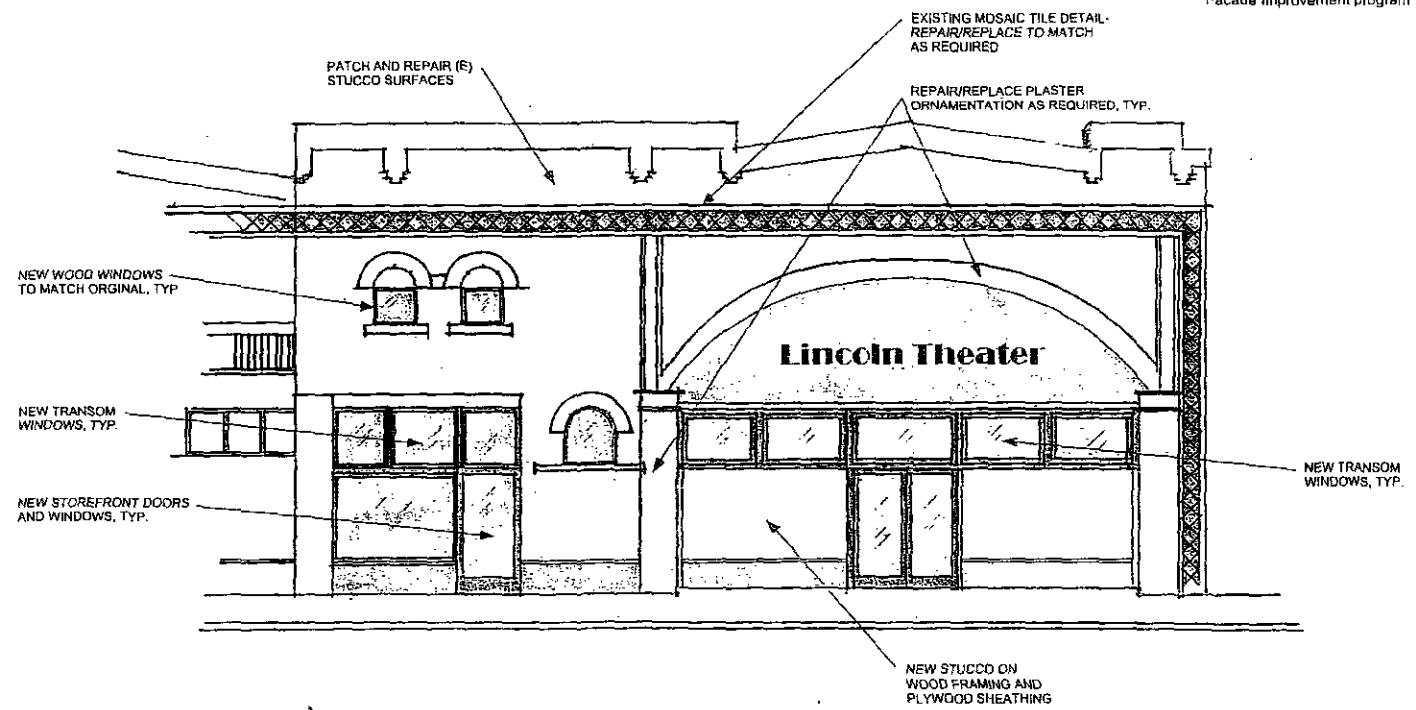 Facade improvement program
EXISTING MOSAIC TILE DETAIL-
REPAIR/REPLACE TO MATCH
AS REQUIRED
PATCH AND REPAIR (E)
STUCCO SURFACES
REPAIR/REPLACE PLASTER
ORNAMENTATION AS REQUIRED, TYP.
NEW WOOD WINDOWS
TO MATCH ORGINAL, TYP
Lincoln Theater
NEW TRANSOM
WINDOWS, TYP.
NEW TRANSOM
WINDOWS, TYP.
NEW STOREFRONT DOORS
AND WINDOWS, TYP.
NEW STUCCO ON
WOOD FRAMING AND
PLYWOOD SHEATHING